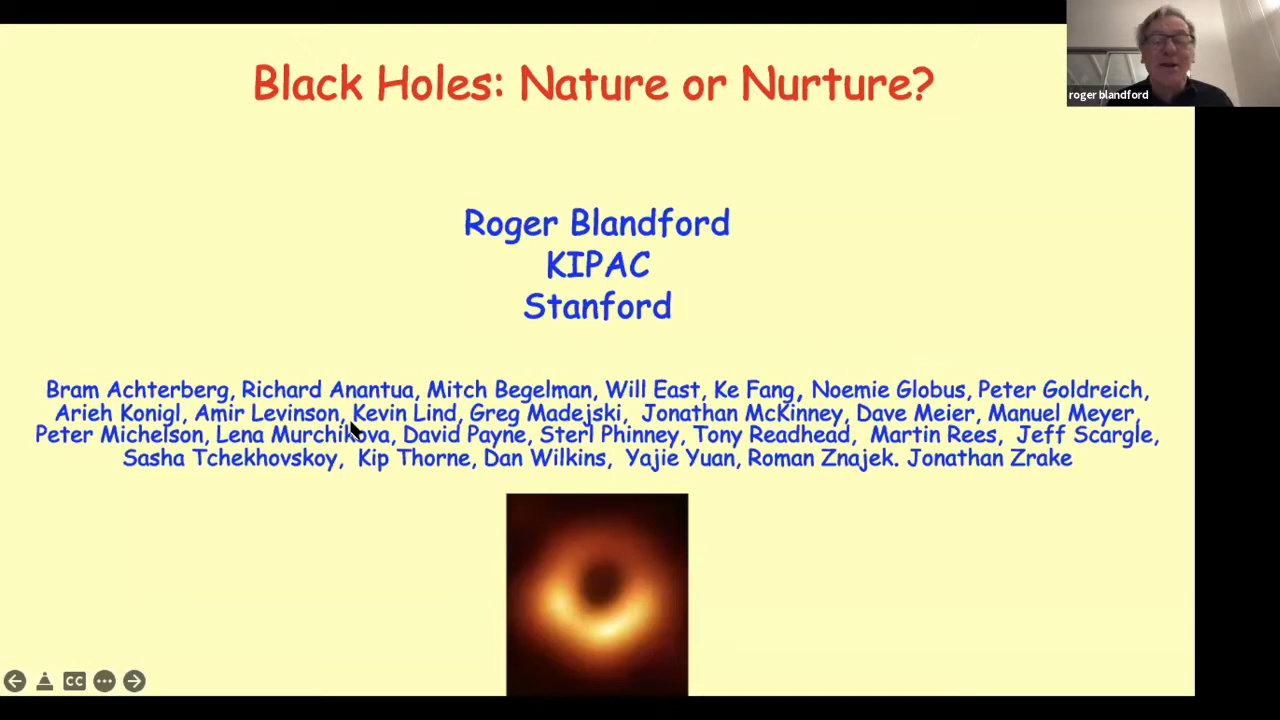 Black Holes: Nature or Nurture?
roger blandford
Roger Blandford
KIPAC
Stanford
Bram Achterberg, Richard Anantua, Mitch Begelman, Will East, Ke Fang, Noemie Globus, Peter Goldreich,
Arieh Konigl, Amir Levinson, Kevin Lind, Greg Madejski, Jonathan McKinney, Dave Meier, Manuel Meyer,
Peter Michelson, Lena Murchikova, David Payne, Sterl Phinney, Tony Readhead, Martin Rees, Jeff Scargle,
Sasha Tchekhovskoy, Kip Thorne, Dan Wilkins, Yajie Yuan, Roman Znajek. Jonathan Zrake
CC